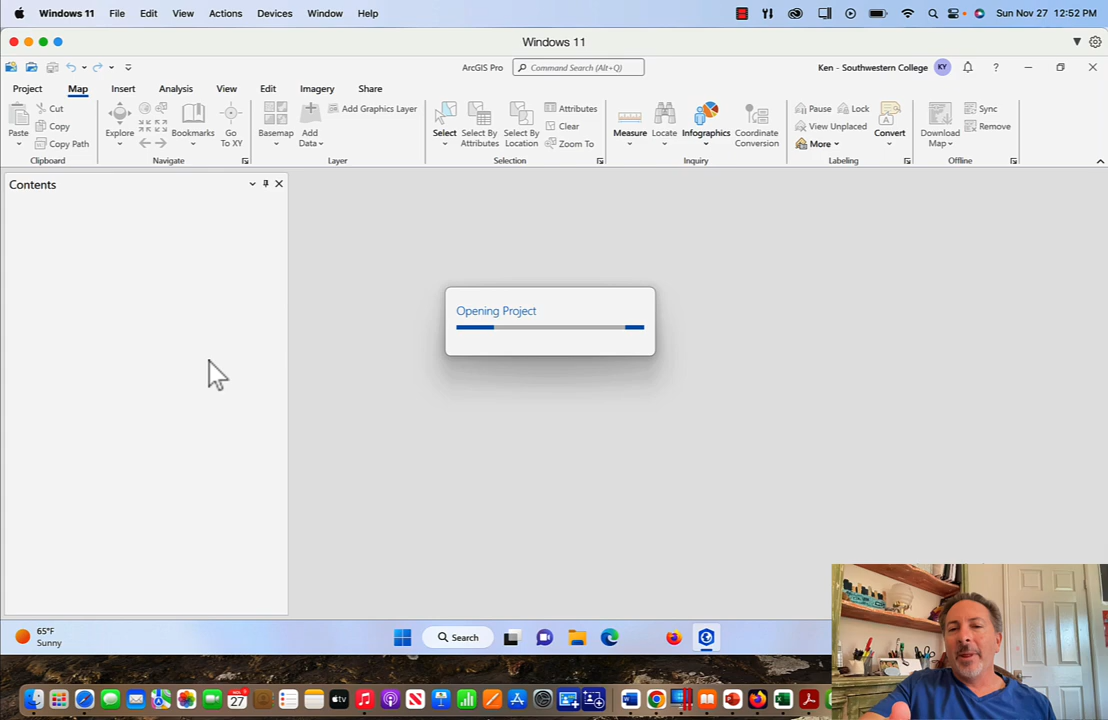 Windows 11 File Edit View Actions Devices Window Help Sun Nov 27 12:52 PM
Windows 11
ArcGIS Pro Command Search (Alt+Q) Ken - Southwestern College KY
Project Map Insert Analysis View Edit Imagery Share
Paste Cut Copy Copy Path
Explore Bookmarks Go To XY
Basemap Add Data Add Graphics Layer
Select Select By Attributes Select By Location Attributes Clear Zoom To
Measure Locate Infographics Coordinate Conversion
Pause Lock View Unplaced More Convert
Download Map Sync Remove
Clipboard Navigate Layer Selection Inquiry Labeling Offline
Contents
Opening Project
65°F
Sunny
Search
27